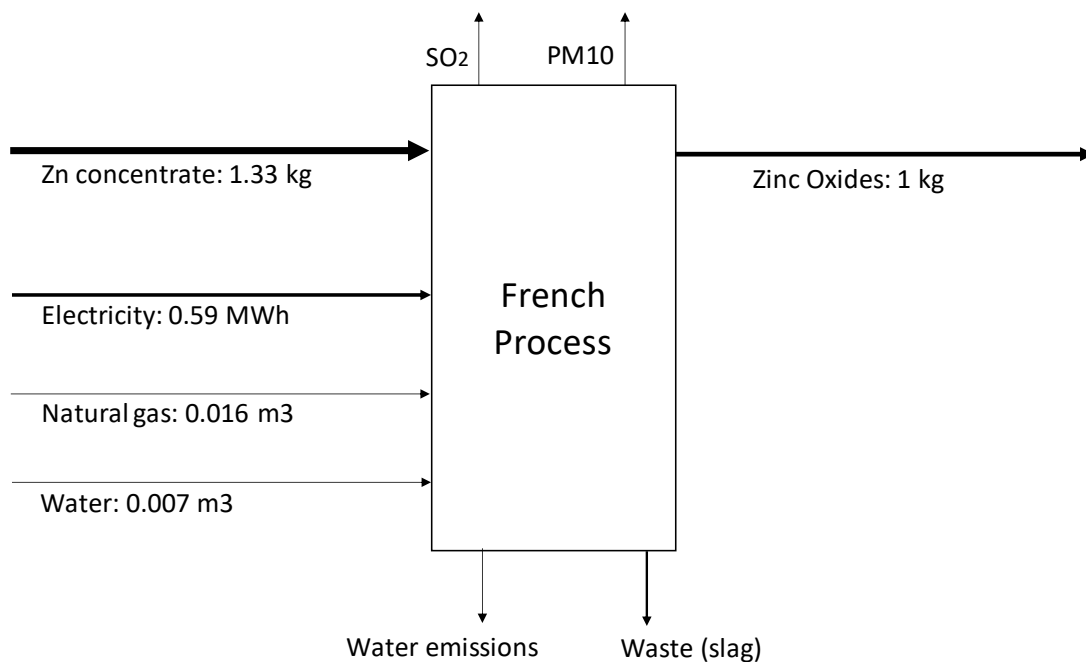 SO2
PM10
Zn concentrate: 1.33 kg
Zinc Oxides: 1 kg
Electricity: 0.59 MWh
French
Process
Natural gas: 0.016 m3
Water: 0.007 m3
Water emissions
Waste (slag)